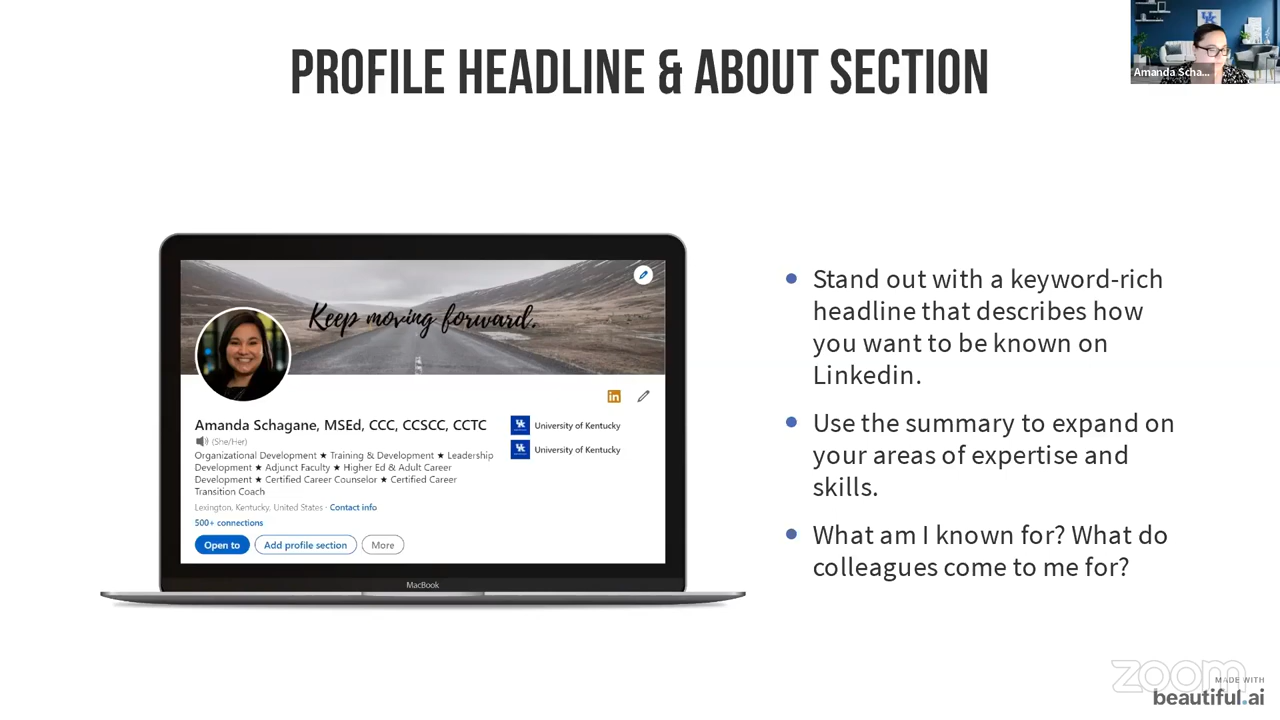 PROFILE HEADLINE & ABOUT SECTION
Amanda Scha...
Keep moving forward.
in
Amanda Schagane, MSEd, CCC, CCSCC, CCTC
(She/Her)
Organizational Development ★ Training & Development ★ Leadership
Development ★ Adjunct Faculty ★ Higher Ed & Adult Career
Development ★ Certified Career Counselor ★ Certified Career
Transition Coach
Lexington, Kentucky, United States · Contact info
500+ connections
Open to
Add profile section
More
UK University of Kentucky
UK University of Kentucky
MacBook
• Stand out with a keyword-rich
headline that describes how
you want to be known on
Linkedin.
• Use the summary to expand on
your areas of expertise and
skills.
• What am I known for? What do
colleagues come to me for?
zoom
MADE WITH
beautiful.ai